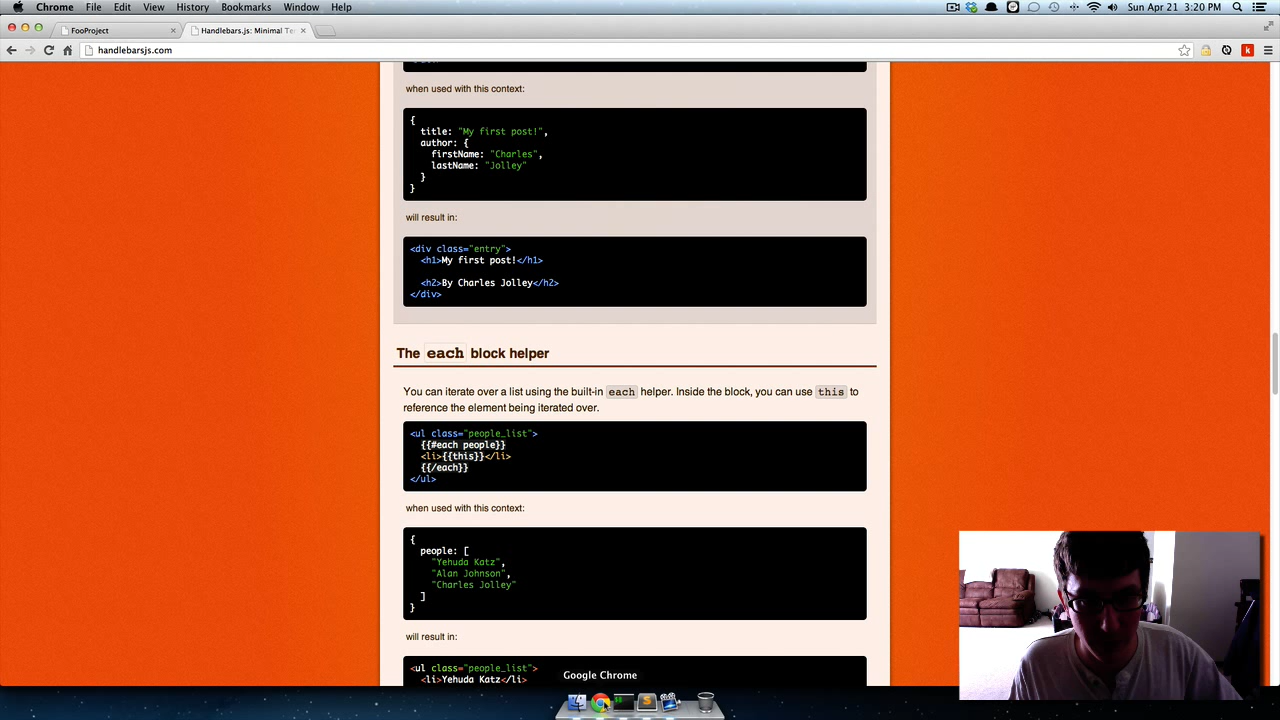 Chrome File Edit View History Bookmarks Window Help Sun Apr 21 3:20 PM
FooProject Handlebars.js: Minimal Te
handlebarsjs.com
when used with this context:
{
title: "My first post!",
author: {
firstName: "Charles",
lastName: "Jolley"
}
}
will result in:
<div class="entry">
<h1>My first post!</h1>
<h2>By Charles Jolley</h2>
</div>
The each block helper
You can iterate over a list using the built-in each helper. Inside the block, you can use this to
reference the element being iterated over.
<ul class="people_list">
{{#each people}}
<li>{{this}}</li>
{{/each}}
</ul>
when used with this context:
{
people: [
"Yehuda Katz",
"Alan Johnson",
"Charles Jolley"
]
}
will result in:
<ul class="people_list">
<li>Yehuda Katz</li>
Google Chrome